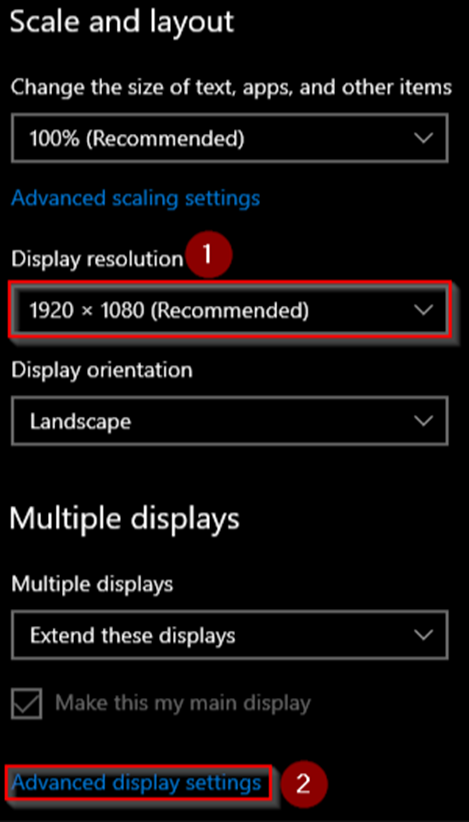 Scale and layout
Change the size of text, apps, and other items
100% (Recommended)
Advanced scaling settings
Display resolution 1
1920 × 1080 (Recommended)
Display orientation
Landscape
Multiple displays
Multiple displays
Extend these displays
Make this my main display
Advanced display settings 2